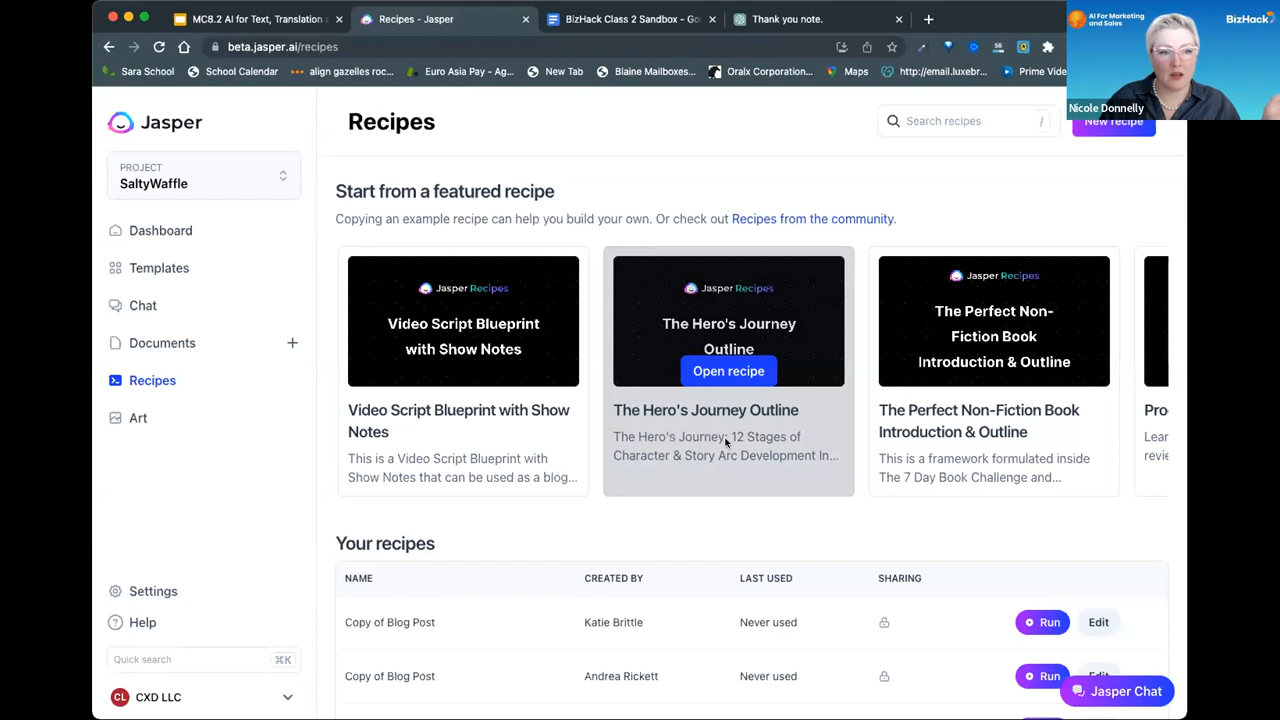 MC8.2 AI for Text, Translation a
Recipes - Jasper
BizHack Class 2 Sandbox - Go
Thank you note.
beta.jasper.ai/recipes
Sara School
School Calendar
align gazelles roc...
Euro Asia Pay - Ag...
New Tab
Blaine Mailboxes...
Oralx Corporation...
Maps
http://email.luxebr...
Prime Video
AI For Marketing
and Sales
BizHack
Nicole Donnelly
Jasper
PROJECT
SaltyWaffle
Dashboard
Templates
Chat
Documents
Recipes
Art
Settings
Help
Quick search
⌘K
CL
CXD LLC
Recipes
Search recipes
/
New recipe
Start from a featured recipe
Copying an example recipe can help you build your own. Or check out Recipes from the community.
Jasper Recipes
Video Script Blueprint
with Show Notes
Video Script Blueprint with Show
Notes
This is a Video Script Blueprint with
Show Notes that can be used as a blog...
Jasper Recipes
The Hero's Journey
Outline
Open recipe
The Hero's Journey Outline
The Hero's Journey: 12 Stages of
Character & Story Arc Development In...
Jasper Recipes
The Perfect Non-
Fiction Book
Introduction & Outline
The Perfect Non-Fiction Book
Introduction & Outline
This is a framework formulated inside
The 7 Day Book Challenge and...
Pro
Lear
revie
Your recipes
NAME
CREATED BY
LAST USED
SHARING
Copy of Blog Post
Katie Brittle
Never used
Run
Edit
Copy of Blog Post
Andrea Rickett
Never used
Run
Edit
Jasper Chat